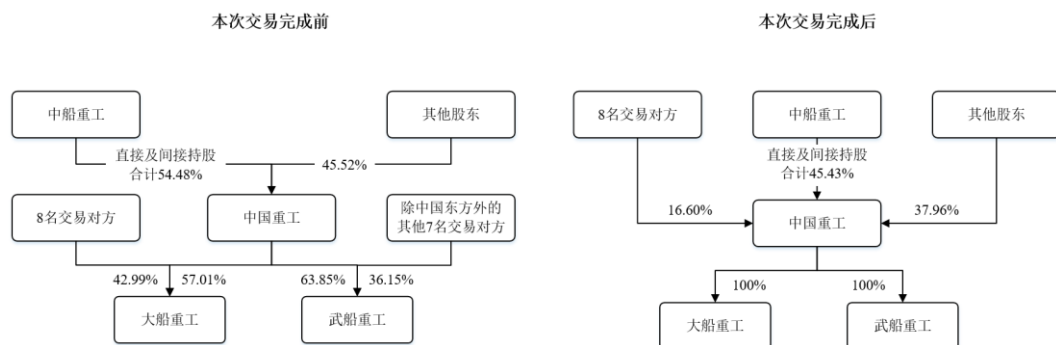 本次交易完成前
本次交易完成后
中船重工
其他股东
直接及间接持股
合计54.48%
45.52%
8名交易对方
中国重工
除中国东方外的
其他7名交易对方
42.99%
57.01%
63.85%
36.15%
大船重工
武船重工
8名交易对方
中船重工
其他股东
直接及间接持股
合计45.43%
16.60%
中国重工
37.96%
100%
100%
大船重工
武船重工